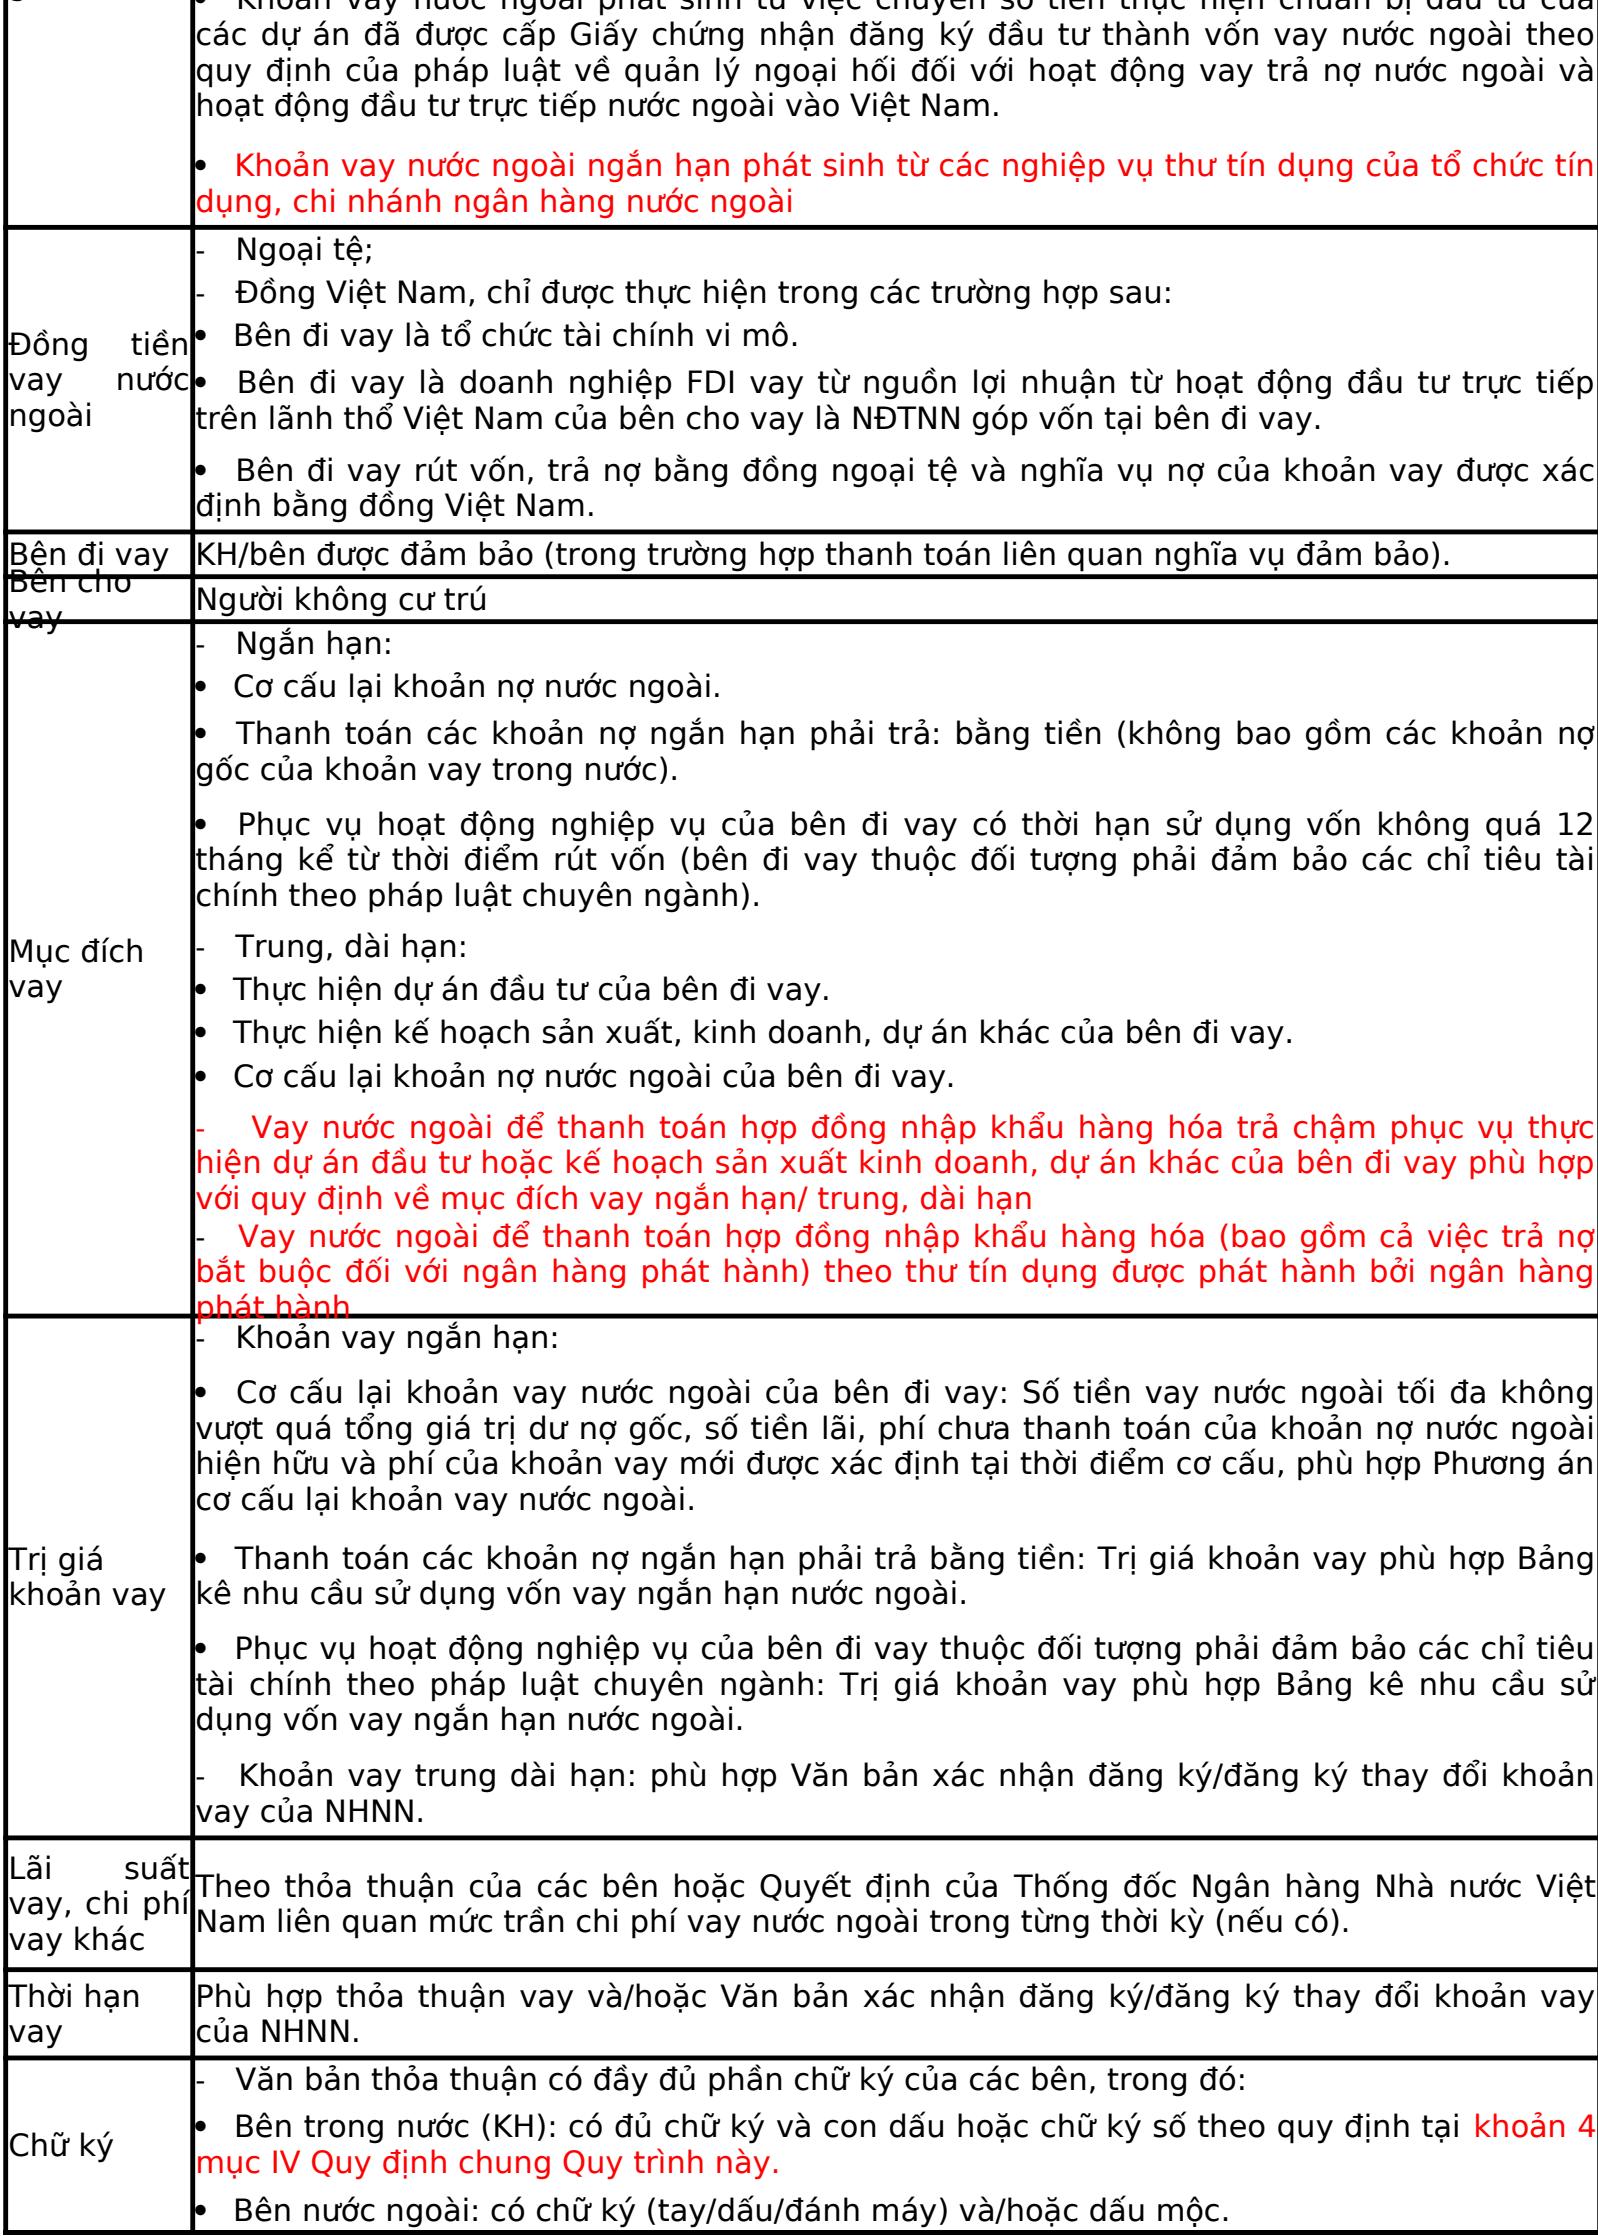 • Khoản vay nước ngoài phát sinh từ việc chuyển số tiền thực hiện chuẩn bị đầu tư của
các dự án đã được cấp Giấy chứng nhận đăng ký đầu tư thành vốn vay nước ngoài theo
quy định của pháp luật về quản lý ngoại hối đối với hoạt động vay trả nợ nước ngoài và
hoạt động đầu tư trực tiếp nước ngoài vào Việt Nam.
• Khoản vay nước ngoài ngắn hạn phát sinh từ các nghiệp vụ thư tín dụng của tổ chức tín
dụng, chi nhánh ngân hàng nước ngoài
Đồng tiền
vay nước
ngoài
- Ngoại tệ;
- Đồng Việt Nam, chỉ được thực hiện trong các trường hợp sau:
• Bên đi vay là tổ chức tài chính vi mô.
• Bên đi vay là doanh nghiệp FDI vay từ nguồn lợi nhuận từ hoạt động đầu tư trực tiếp
trên lãnh thổ Việt Nam của bên cho vay là NĐTNN góp vốn tại bên đi vay.
• Bên đi vay rút vốn, trả nợ bằng đồng ngoại tệ và nghĩa vụ nợ của khoản vay được xác
định bằng đồng Việt Nam.
Bên đi vay
KH/bên được đảm bảo (trong trường hợp thanh toán liên quan nghĩa vụ đảm bảo).
Bên cho
vay
Người không cư trú
Mục đích
vay
- Ngắn hạn:
• Cơ cấu lại khoản nợ nước ngoài.
• Thanh toán các khoản nợ ngắn hạn phải trả: bằng tiền (không bao gồm các khoản nợ
gốc của khoản vay trong nước).
• Phục vụ hoạt động nghiệp vụ của bên đi vay có thời hạn sử dụng vốn không quá 12
tháng kể từ thời điểm rút vốn (bên đi vay thuộc đối tượng phải đảm bảo các chỉ tiêu tài
chính theo pháp luật chuyên ngành).
- Trung, dài hạn:
• Thực hiện dự án đầu tư của bên đi vay.
• Thực hiện kế hoạch sản xuất, kinh doanh, dự án khác của bên đi vay.
• Cơ cấu lại khoản nợ nước ngoài của bên đi vay.
- Vay nước ngoài để thanh toán hợp đồng nhập khẩu hàng hóa trả chậm phục vụ thực
hiện dự án đầu tư hoặc kế hoạch sản xuất kinh doanh, dự án khác của bên đi vay phù hợp
với quy định về mục đích vay ngắn hạn/ trung, dài hạn
- Vay nước ngoài để thanh toán hợp đồng nhập khẩu hàng hóa (bao gồm cả việc trả nợ
bắt buộc đối với ngân hàng phát hành) theo thư tín dụng được phát hành bởi ngân hàng
phát hành
Trị giá
khoản vay
- Khoản vay ngắn hạn:
• Cơ cấu lại khoản vay nước ngoài của bên đi vay: Số tiền vay nước ngoài tối đa không
vượt quá tổng giá trị dư nợ gốc, số tiền lãi, phí chưa thanh toán của khoản nợ nước ngoài
hiện hữu và phí của khoản vay mới được xác định tại thời điểm cơ cấu, phù hợp Phương án
cơ cấu lại khoản vay nước ngoài.
• Thanh toán các khoản nợ ngắn hạn phải trả bằng tiền: Trị giá khoản vay phù hợp Bảng
kê nhu cầu sử dụng vốn vay ngắn hạn nước ngoài.
• Phục vụ hoạt động nghiệp vụ của bên đi vay thuộc đối tượng phải đảm bảo các chỉ tiêu
tài chính theo pháp luật chuyên ngành: Trị giá khoản vay phù hợp Bảng kê nhu cầu sử
dụng vốn vay ngắn hạn nước ngoài.
- Khoản vay trung dài hạn: phù hợp Văn bản xác nhận đăng ký/đăng ký thay đổi khoản
vay của NHNN.
Lãi suất
vay, chi phí
vay khác
Theo thỏa thuận của các bên hoặc Quyết định của Thống đốc Ngân hàng Nhà nước Việt
Nam liên quan mức trần chi phí vay nước ngoài trong từng thời kỳ (nếu có).
Thời hạn
vay
Phù hợp thỏa thuận vay và/hoặc Văn bản xác nhận đăng ký/đăng ký thay đổi khoản vay
của NHNN.
Chữ ký
- Văn bản thỏa thuận có đầy đủ phần chữ ký của các bên, trong đó:
• Bên trong nước (KH): có đủ chữ ký và con dấu hoặc chữ ký số theo quy định tại khoản 4
mục IV Quy định chung Quy trình này.
• Bên nước ngoài: có chữ ký (tay/dấu/đánh máy) và/hoặc dấu mộc.